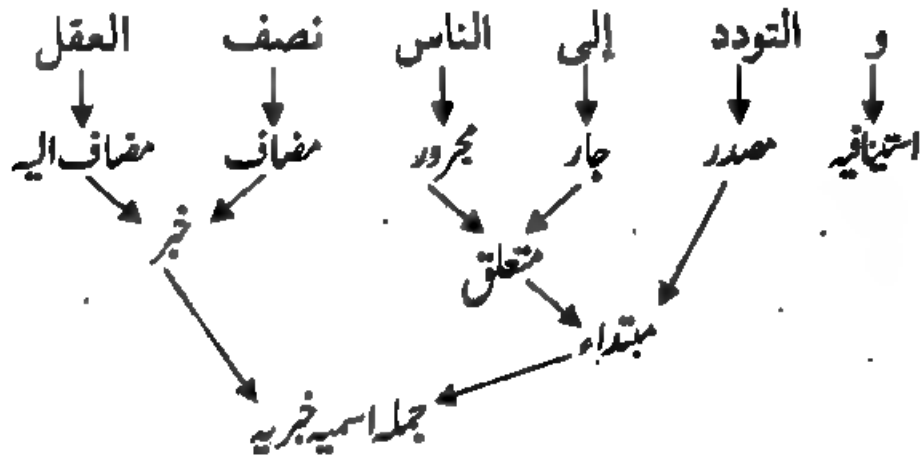 و التودد إلى الناس نصف العقل
استینافیہ مصدر جار مجرور مضاف مضاف الیہ
متعلق خبر
مبتداء
جملہ اسمیہ خبریہ